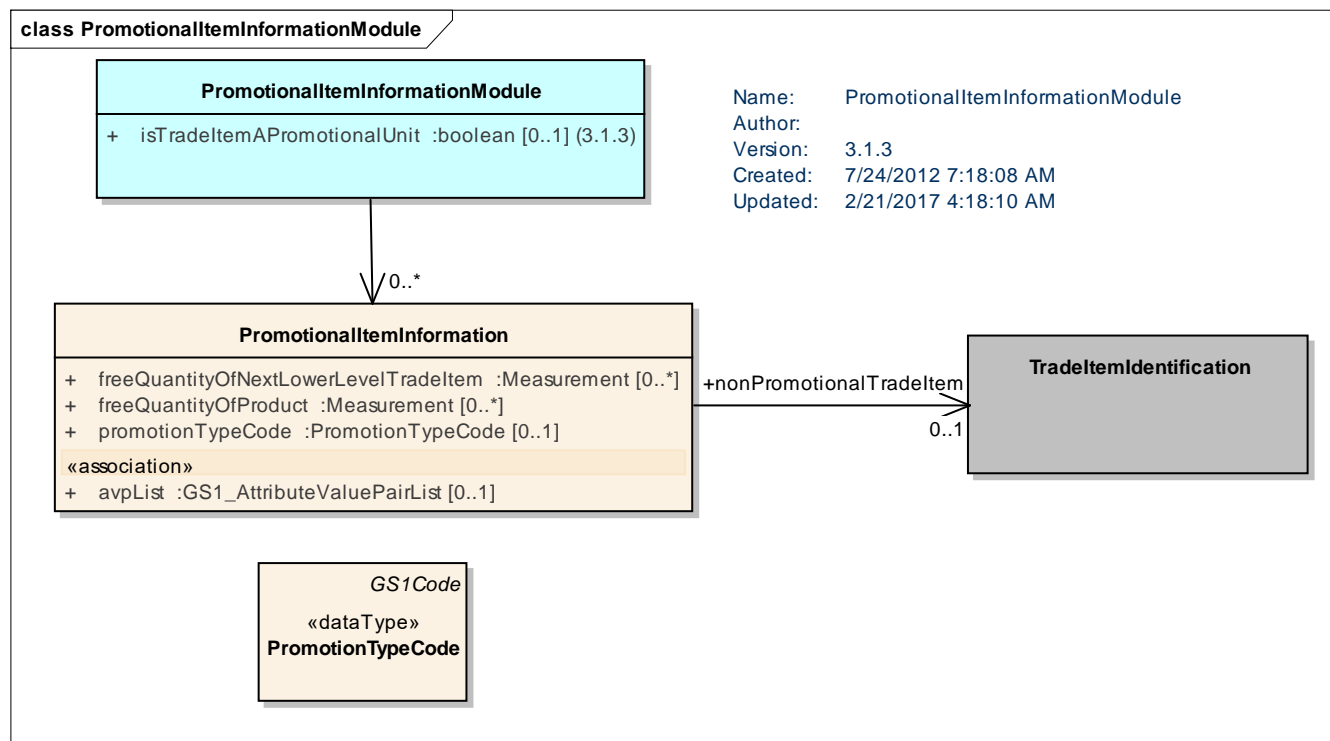 class PromotionalItemInformationModule
PromotionalItemInformationModule
+ isTradeItemAPromotionalUnit :boolean [0..1] (3.1.3)
Name: PromotionalItemInformationModule
Author:
Version: 3.1.3
Created: 7/24/2012 7:18:08 AM
Updated: 2/21/2017 4:18:10 AM
0..*
PromotionalItemInformation
+ freeQuantityOfNextLowerLevelTradeItem :Measurement [0..*]
+ freeQuantityOfProduct :Measurement [0..*]
+ promotionTypeCode :PromotionTypeCode [0..1]
«association»
+ avpList :GS1_AttributeValuePairList [0..1]
+nonPromotionalTradeItem
0..1
TradeItemIdentification
GS1Code
«dataType»
PromotionTypeCode